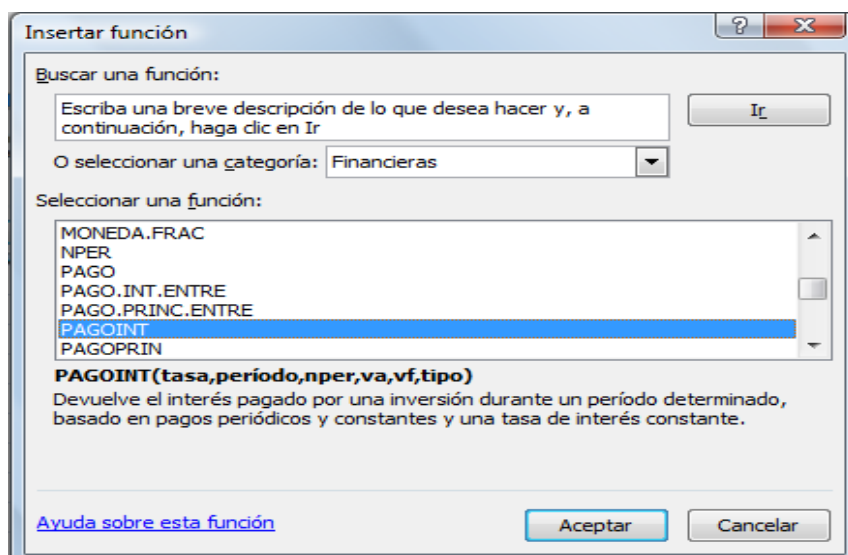 Insertar función
Buscar una función:
Escriba una breve descripción de lo que desea hacer y, a
continuación, haga clic en Ir
Ir
O seleccionar una categoría: Financieras
Seleccionar una función:
MONEDA.FRAC
NPER
PAGO
PAGO.INT.ENTRE
PAGO.PRINC.ENTRE
PAGOINT
PAGOPRIN
PAGOINT(tasa,período,nper,va,vf,tipo)
Devuelve el interés pagado por una inversión durante un período determinado,
basado en pagos periódicos y constantes y una tasa de interés constante.
Ayuda sobre esta función
Aceptar
Cancelar